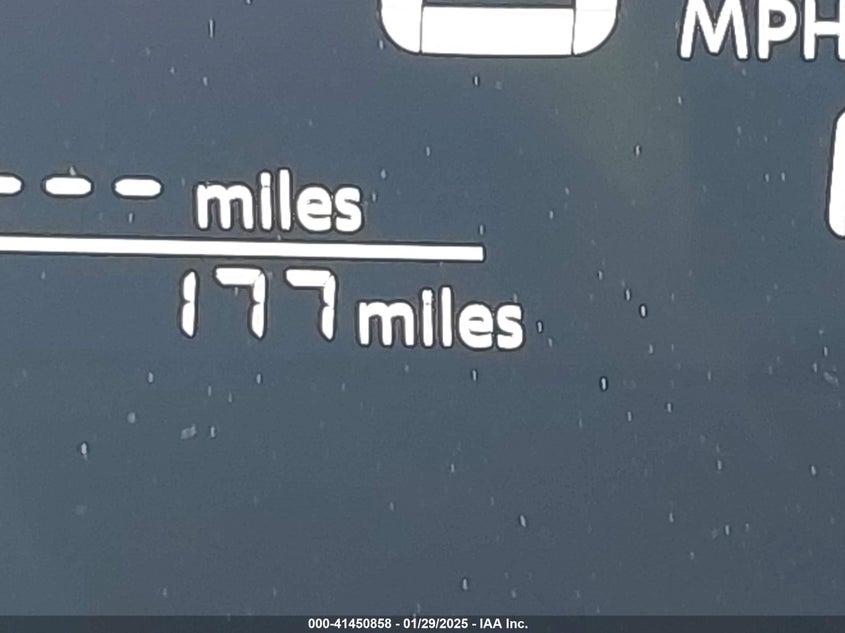 MPH
--- miles
177 miles
000-41450858 - 01/29/2025 - IAA Inc.